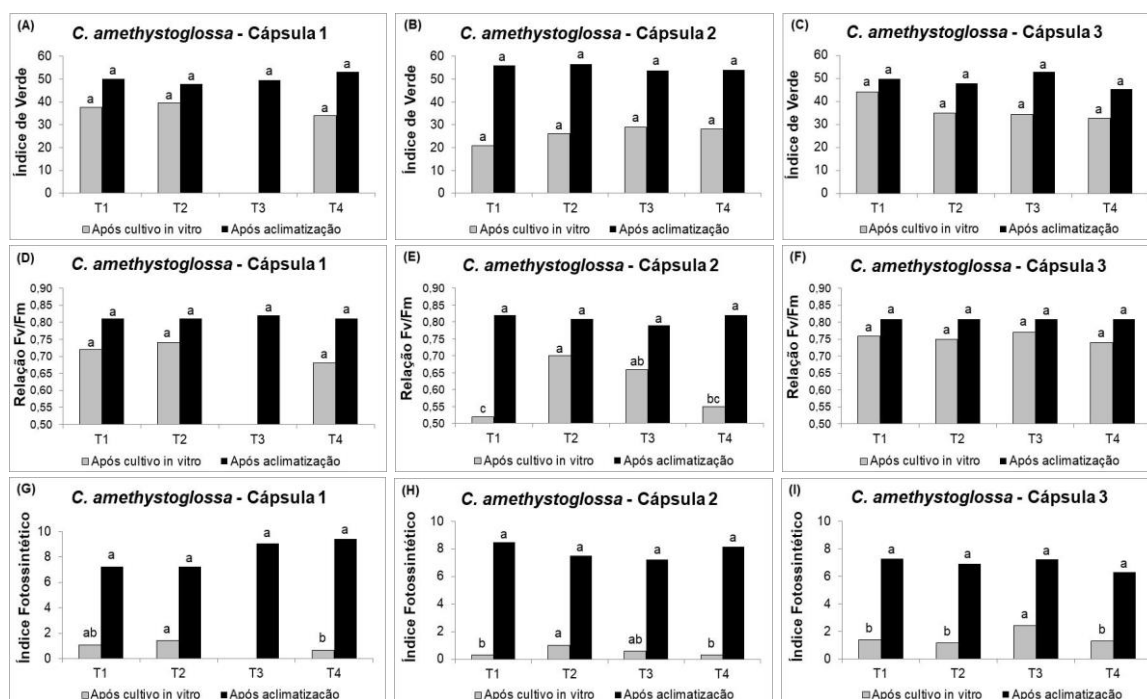 (A)
C. amethystoglossa - Cápsula 1
Índice de Verde
60
50
40
30
20
10
0
a
a
a
a
a
a
a
T1
T2
T3
T4
Após cultivo in vitro
Após aclimatização
(B)
C. amethystoglossa - Cápsula 2
Índice de Verde
60
50
40
30
20
10
0
a
a
a
a
a
a
a
a
T1
T2
T3
T4
Após cultivo in vitro
Após aclimatização
(C)
C. amethystoglossa - Cápsula 3
Índice de Verde
60
50
40
30
20
10
0
a
a
a
a
a
a
a
a
T1
T2
T3
T4
Após cultivo in vitro
Após aclimatização
(D)
C. amethystoglossa - Cápsula 1
Relação Fv/Fm
0,90
0,85
0,80
0,75
0,70
0,65
0,60
0,55
0,50
a
a
a
a
a
a
a
T1
T2
T3
T4
Após cultivo in vitro
Após aclimatização
(E)
C. amethystoglossa - Cápsula 2
Relação Fv/Fm
0,90
0,85
0,80
0,75
0,70
0,65
0,60
0,55
0,50
c
a
a
a
ab
a
bc
a
T1
T2
T3
T4
Após cultivo in vitro
Após aclimatização
(F)
C. amethystoglossa - Cápsula 3
Relação Fv/Fm
0,90
0,85
0,80
0,75
0,70
0,65
0,60
0,55
0,50
a
a
a
a
a
a
a
a
T1
T2
T3
T4
Após cultivo in vitro
Após aclimatização
(G)
C. amethystoglossa - Cápsula 1
Índice Fotossintético
10
8
6
4
2
0
ab
a
a
a
a
b
a
T1
T2
T3
T4
Após cultivo in vitro
Após aclimatização
(H)
C. amethystoglossa - Cápsula 2
Índice Fotossintético
10
8
6
4
2
0
b
a
a
a
ab
a
b
a
T1
T2
T3
T4
Após cultivo in vitro
Após aclimatização
(I)
C. amethystoglossa - Cápsula 3
Índice Fotossintético
10
8
6
4
2
0
b
a
b
a
a
a
b
a
T1
T2
T3
T4
Após cultivo in vitro
Após aclimatização